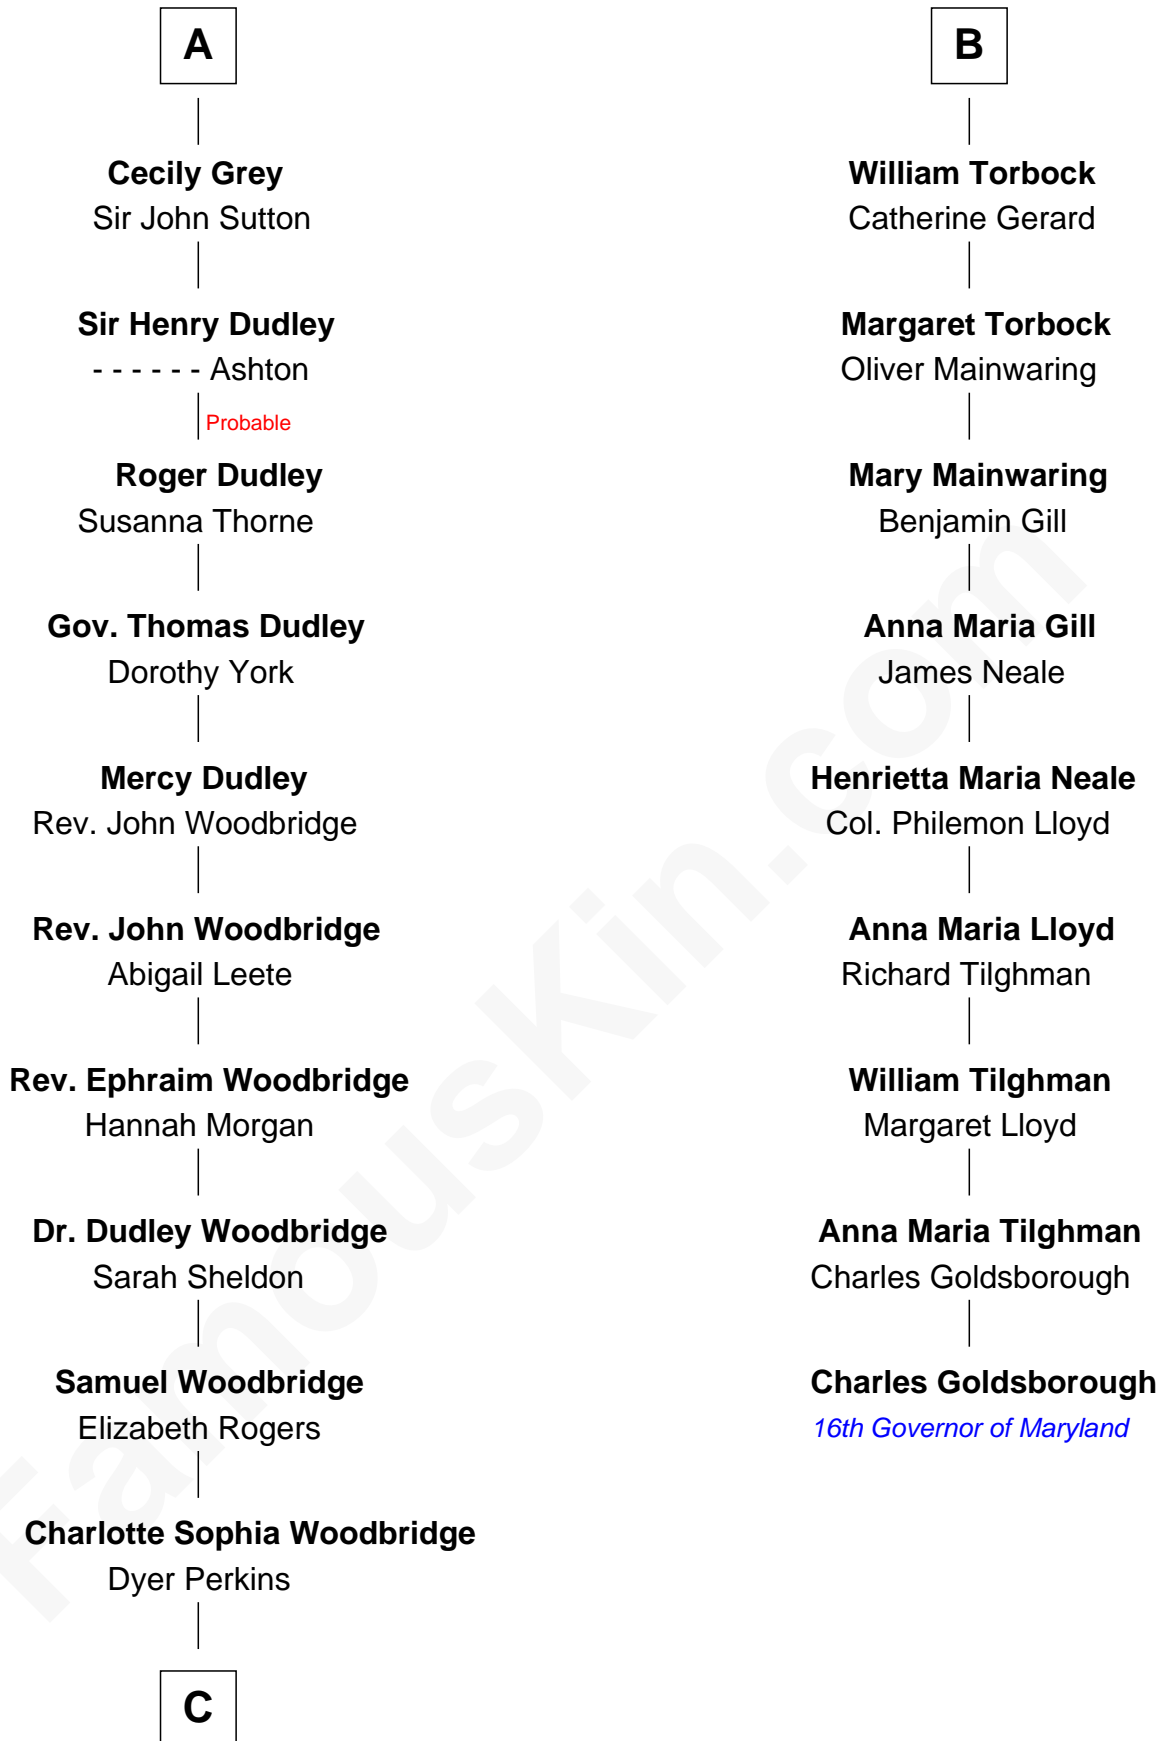 A
Cecily Grey
Sir John Sutton
Sir Henry Dudley
- - - - - - Ashton
Probable
Roger Dudley
Susanna Thorne
Gov. Thomas Dudley
Dorothy York
Mercy Dudley
Rev. John Woodbridge
Rev. John Woodbridge
Abigail Leete
Rev. Ephraim Woodbridge
Hannah Morgan
Dr. Dudley Woodbridge
Sarah Sheldon
Samuel Woodbridge
Elizabeth Rogers
Charlotte Sophia Woodbridge
Dyer Perkins
C
B
William Torbock
Catherine Gerard
Margaret Torbock
Oliver Mainwaring
Mary Mainwaring
Benjamin Gill
Anna Maria Gill
James Neale
Henrietta Maria Neale
Col. Philemon Lloyd
Anna Maria Lloyd
Richard Tilghman
William Tilghman
Margaret Lloyd
Anna Maria Tilghman
Charles Goldsborough
Charles Goldsborough
16th Governor of Maryland
FamousKin.com